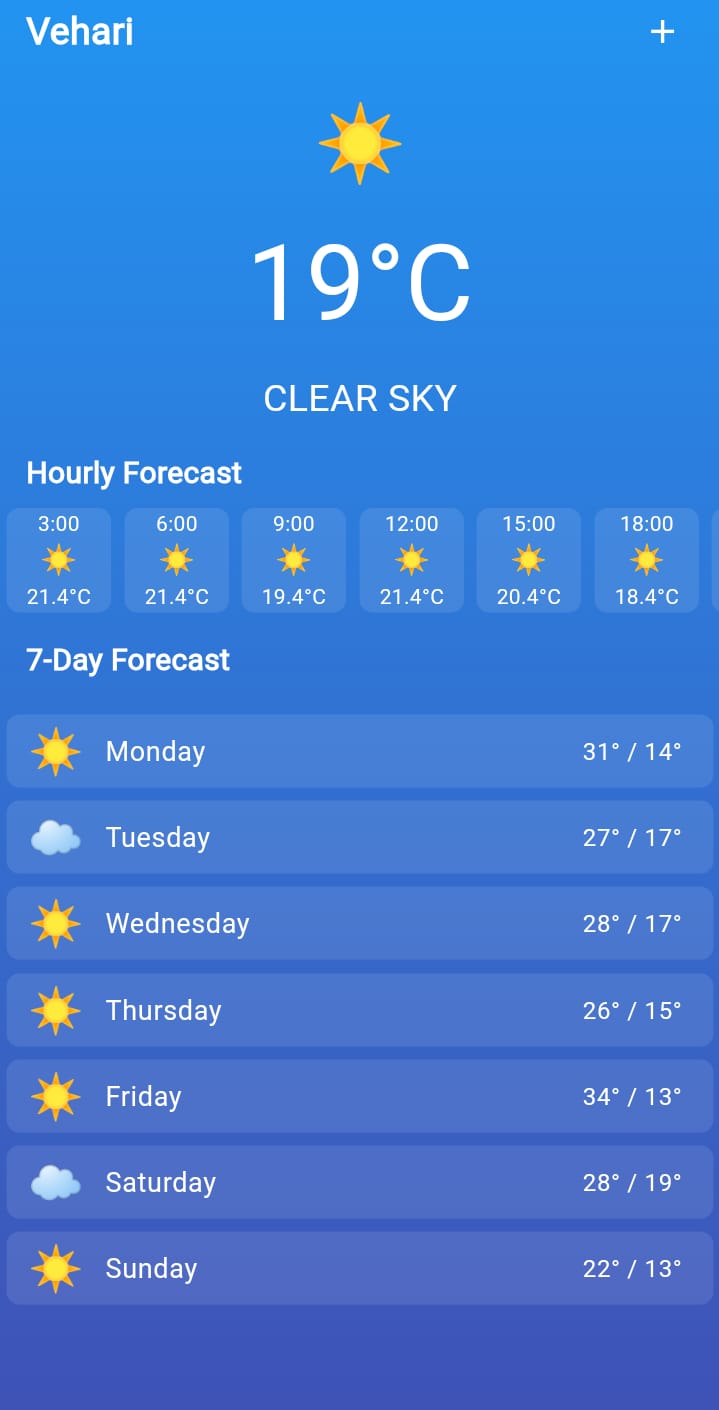 Vehari +
19°C
CLEAR SKY
Hourly Forecast
3:00 6:00 9:00 12:00 15:00 18:00
21.4°C 21.4°C 19.4°C 21.4°C 20.4°C 18.4°C
7-Day Forecast
Monday 31° / 14°
Tuesday 27° / 17°
Wednesday 28° / 17°
Thursday 26° / 15°
Friday 34° / 13°
Saturday 28° / 19°
Sunday 22° / 13°